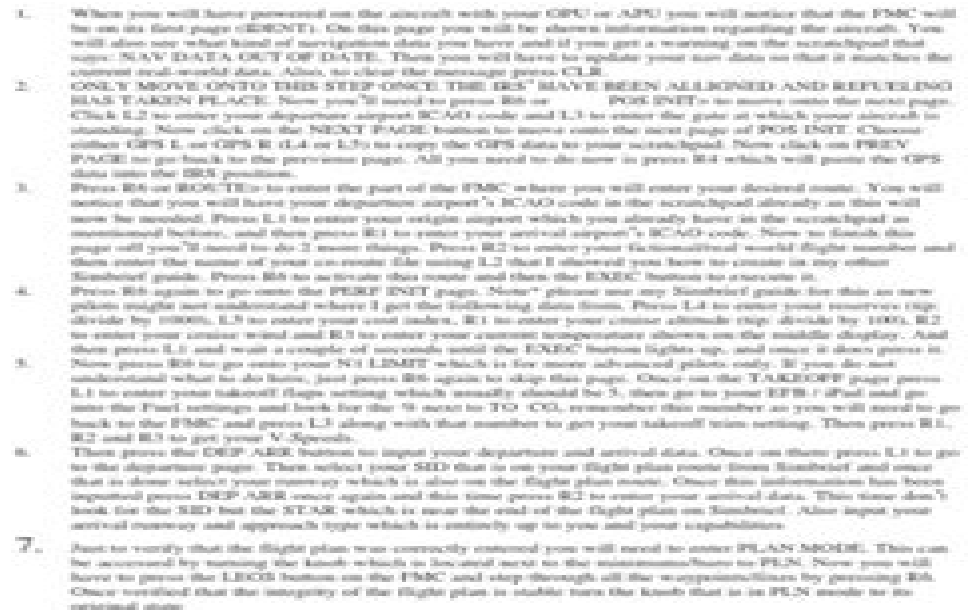 1. When you will have powered on the aircraft with your GPU or APU you will notice that the FMC will
be on its first page (IDENT). On this page you will be shown information regarding the aircraft. You
will also see what kind of navigation data you have and if you get a warning on the scratchpad that
says: NAV DATA OUT OF DATE. Then you will have to update your nav data so that it matches the
current real-world data. Also, to clear the message press CLR.
2. ONLY MOVE ONTO THIS STEP ONCE THE IRS' HAVE BEEN ALLIGNED AND REFUELING
HAS TAKEN PLACE. Now you'll need to press R6 or POS INIT> to move onto the next page.
Click L2 to enter your departure airport ICAO code and L3 to enter the gate at which your aircraft is
standing. Now click on the NEXT PAGE button to move onto the next page of POS INIT. Choose
either GPS L or GPS R (L4 or L5) to copy the GPS data to your scratchpad. Now click on PREV
PAGE to go back to the previous page. All you need to do now is press R4 which will paste the GPS
data into the IRS position.
3. Press R6 or ROUTE> to enter the part of the FMC where you will enter your desired route. You will
notice that you will have your departure airport's ICAO code in the scratchpad already as this will
now be needed. Press L1 to enter your origin airport which you already have in the scratchpad as
mentioned before, and then press R1 to enter your arrival airport's ICAO code. Now to finish this
page off you'll need to do 2 more things. Press R2 to enter your fictional/real world flight number and
then enter the name of your co-route file using L2 that I showed you how to create in my other
Simbrief guide. Press R6 to activate this route and then the EXEC button to execute it.
4. Press R6 again to go onto the PERF INIT page. Note* please use my Simbrief guide for this as new
pilots might not understand where I got the following data from. Press L4 to enter your reserves (tip:
divide by 1000), L5 to enter your cost index, R1 to enter your cruise altitude (tip: divide by 100), R2
to enter your cruise wind and R3 to enter your current temperature shown on the middle display. And
then press L1 and wait a couple of seconds until the EXEC button lights up, and once it does press it.
5. Now press R6 to go onto your N1 LIMIT which is for more advanced pilots only. If you do not
understand what to do here, just press R6 again to skip this page. Once on the TAKEOFF page press
L1 to enter your takeoff flaps setting which usually should be 5, then go to your EFB / iPad and go
into the Fuel settings and look for the % next to TO CG, remember this number as you will need to go
back to the FMC and press L3 along with that number to get your takeoff trim setting. Then press R1,
R2 and R3 to get your V-Speeds.
6. Then press the DEP ARR button to input your departure and arrival data. Once on them press L1 to go
to the departure page. Then select your SID that is on your flight plan route from Simbrief and once
that is done select your runway which is also on the flight plan route. Once this information has been
inputted press DEP ARR once again and this time press R2 to enter your arrival data. This time don't
look for the SID but the STAR which is near the end of the flight plan on Simbrief. Also input your
arrival runway and approach type which is entirely up to you and your capabilities.
7. Just to verify that the flight plan was correctly entered you will need to enter PLAN MODE. This can
be accessed by turning the knob which is located next to the minimums/baro to PLN. Now you will
have to press the LEGS button on the FMC and step through all the waypoints/fixes by pressing R6.
Once verified that the integrity of the flight plan is stable turn the knob that is in PLN mode to its
original state